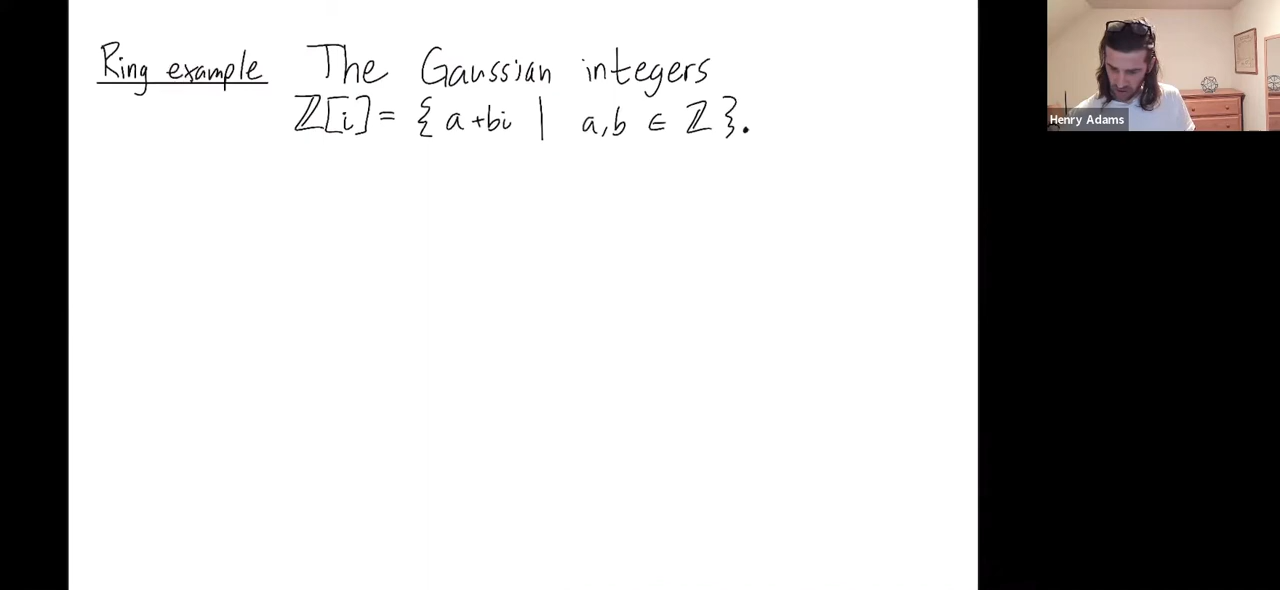 Ring example The Gaussian integers
ℤ[i] = { a + bi | a, b ∈ ℤ }.
Henry Adams